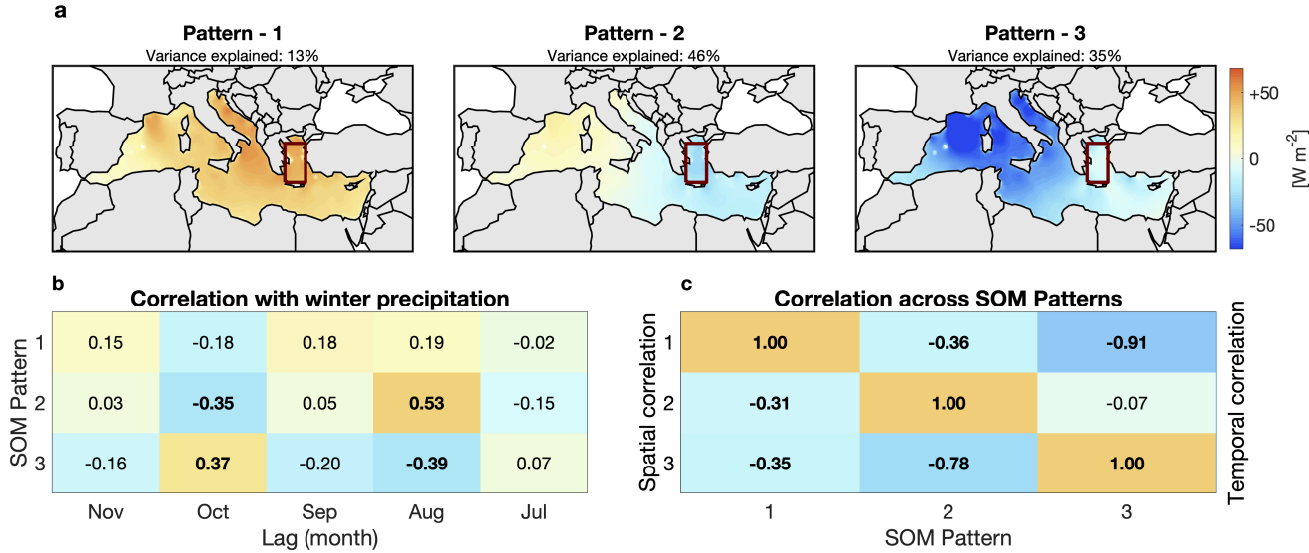 a
Pattern - 1
Variance explained: 13%
Pattern - 2
Variance explained: 46%
Pattern - 3
Variance explained: 35%
+50
0
-50
[W m⁻²]
b
Correlation with winter precipitation
SOM Pattern
1 0.15 -0.18 0.18 0.19 -0.02
2 0.03 -0.35 0.05 0.53 -0.15
3 -0.16 0.37 -0.20 -0.39 0.07
Nov Oct Sep Aug Jul
Lag (month)
c
Correlation across SOM Patterns
Spatial correlation
1 1.00 -0.36 -0.91
2 -0.31 1.00 -0.07
3 -0.35 -0.78 1.00
Temporal correlation
1 2 3
SOM Pattern